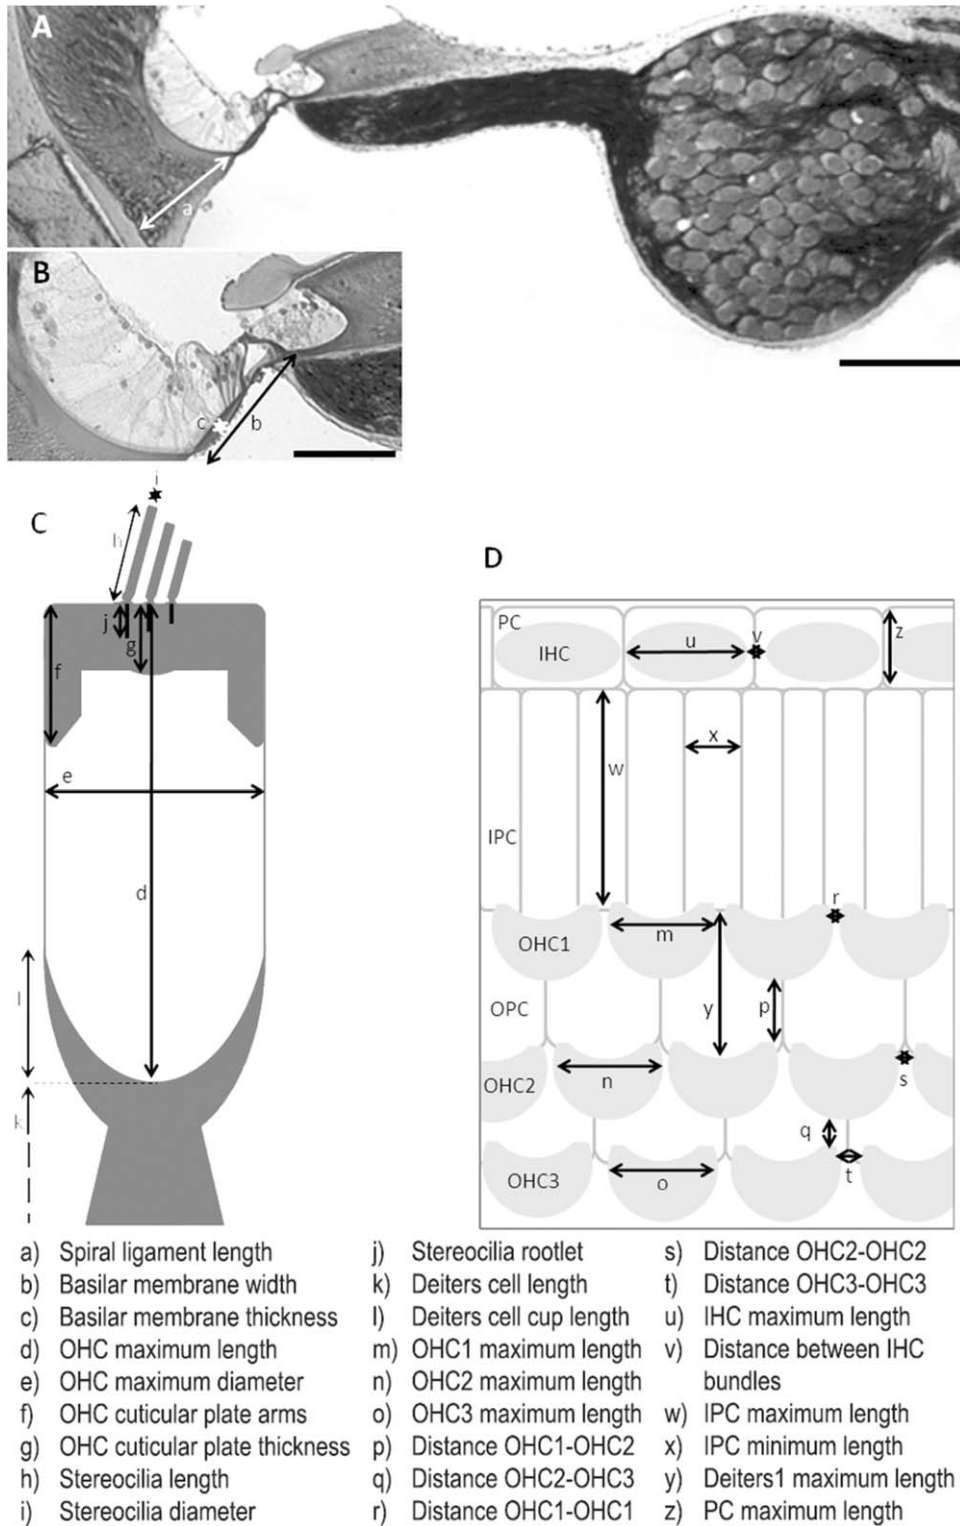 A
a
B
c
b
C
i
h
j
g
f
e
d
l
k
D
PC
IHC
u
v
z
x
w
IPC
r
OHC1
m
OPC
y
p
OHC2
n
s
q
OHC3
o
t
a) Spiral ligament length
b) Basilar membrane width
c) Basilar membrane thickness
d) OHC maximum length
e) OHC maximum diameter
f) OHC cuticular plate arms
g) OHC cuticular plate thickness
h) Stereocilia length
i) Stereocilia diameter
j) Stereocilia rootlet
k) Deiters cell length
l) Deiters cell cup length
m) OHC1 maximum length
n) OHC2 maximum length
o) OHC3 maximum length
p) Distance OHC1-OHC2
q) Distance OHC2-OHC3
r) Distance OHC1-OHC1
s) Distance OHC2-OHC2
t) Distance OHC3-OHC3
u) IHC maximum length
v) Distance between IHC
bundles
w) IPC maximum length
x) IPC minimum length
y) Deiters1 maximum length
z) PC maximum length